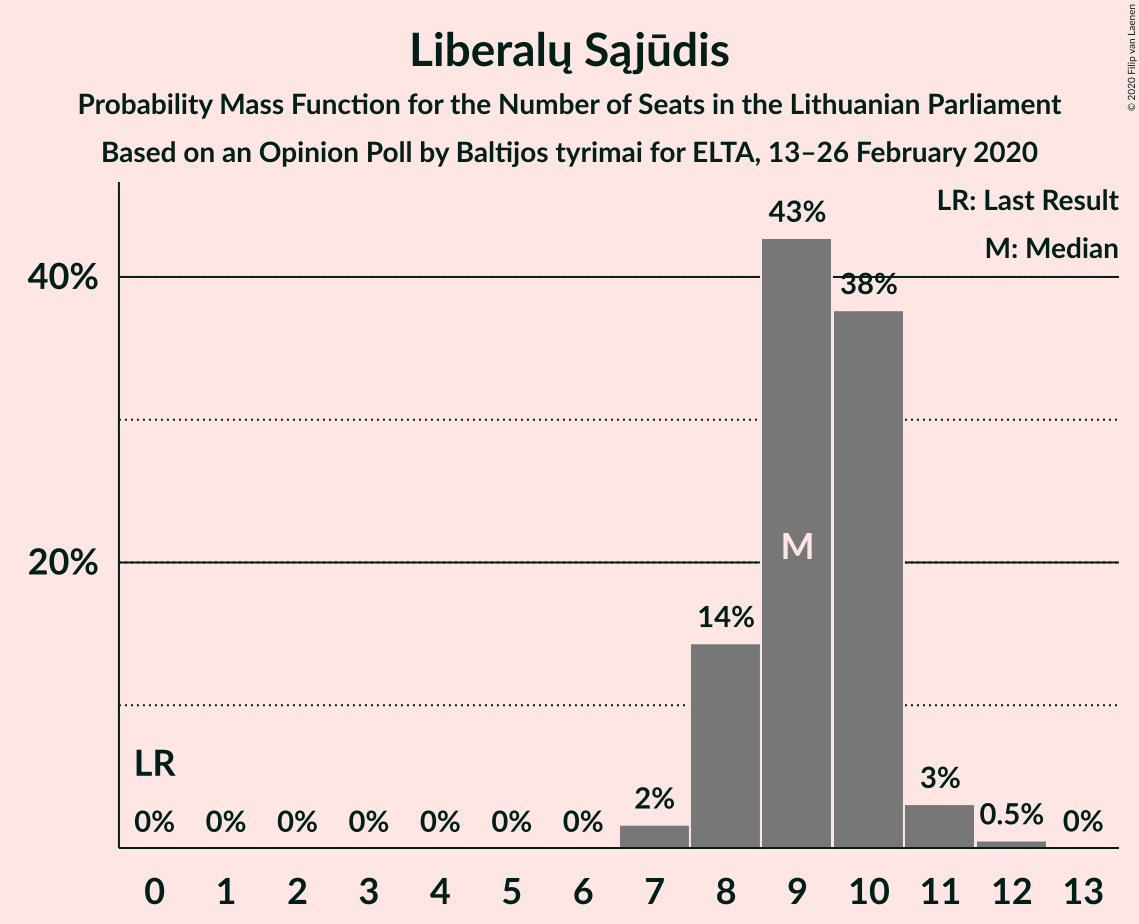 Liberalų Sąjūdis
Probability Mass Function for the Number of Seats in the Lithuanian Parliament
Based on an Opinion Poll by Baltijos tyrimai for ELTA, 13–26 February 2020
© 2020 Filip van Laenen
LR: Last Result
M: Median
43%
40%
38%
M
20%
14%
LR
0% 0% 0% 0% 0% 0% 0% 2% 3% 0.5% 0%
0 1 2 3 4 5 6 7 8 9 10 11 12 13